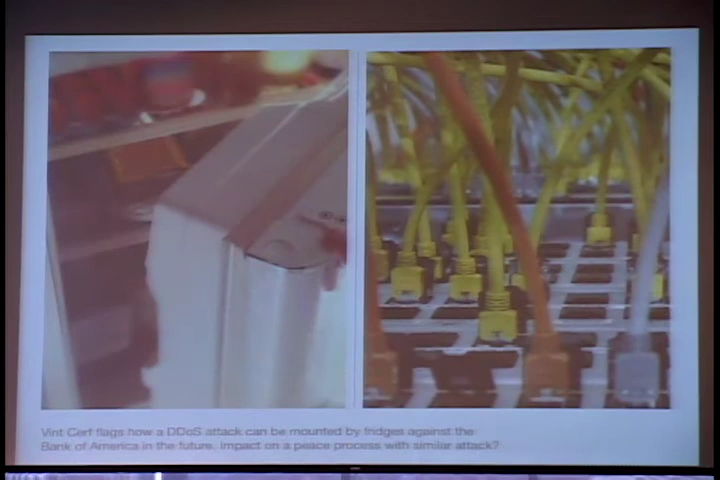 Vint Cerf flags how a DDoS attack can be mounted by fridges against the
Bank of America in the future. Impact on a peace process with similar attack?